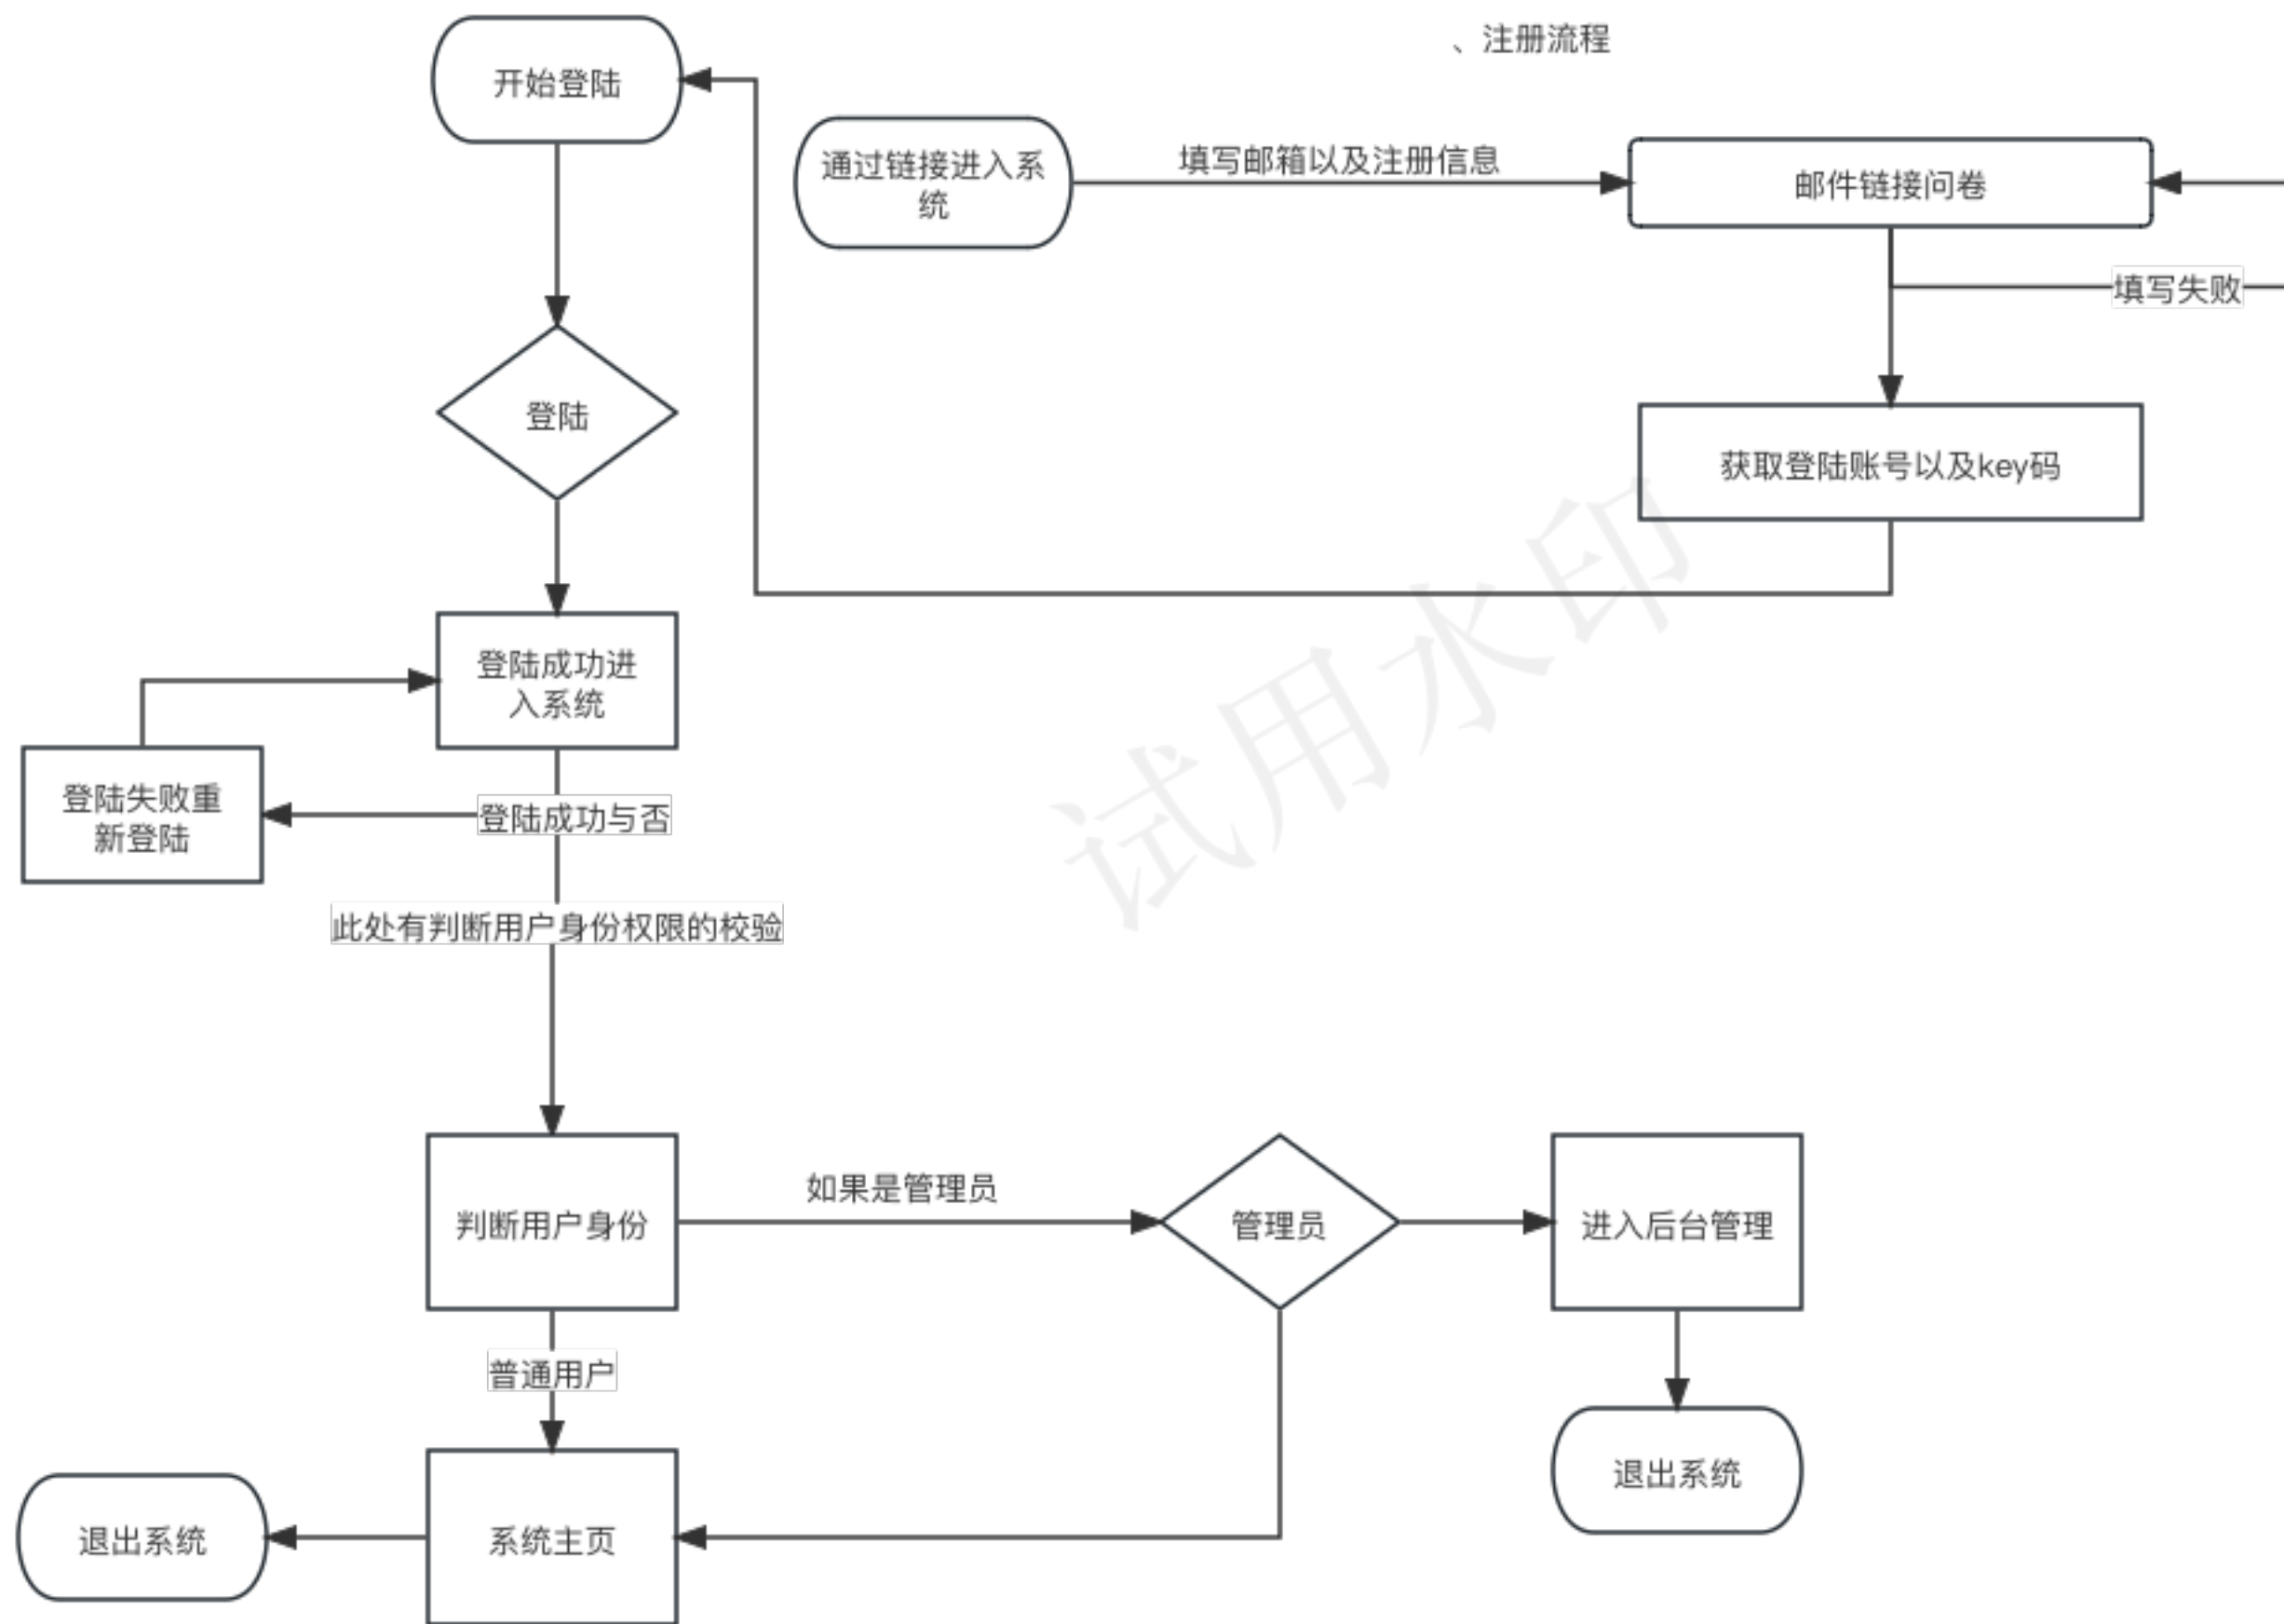 、注册流程
开始登陆
通过链接进入系
统
填写邮箱以及注册信息
邮件链接问卷
填写失败
登陆
获取登陆账号以及key码
登陆成功进
入系统
登陆失败重
新登陆
登陆成功与否
此处有判断用户身份权限的校验
试用水印
判断用户身份
如果是管理员
管理员
进入后台管理
普通用户
退出系统
系统主页
退出系统